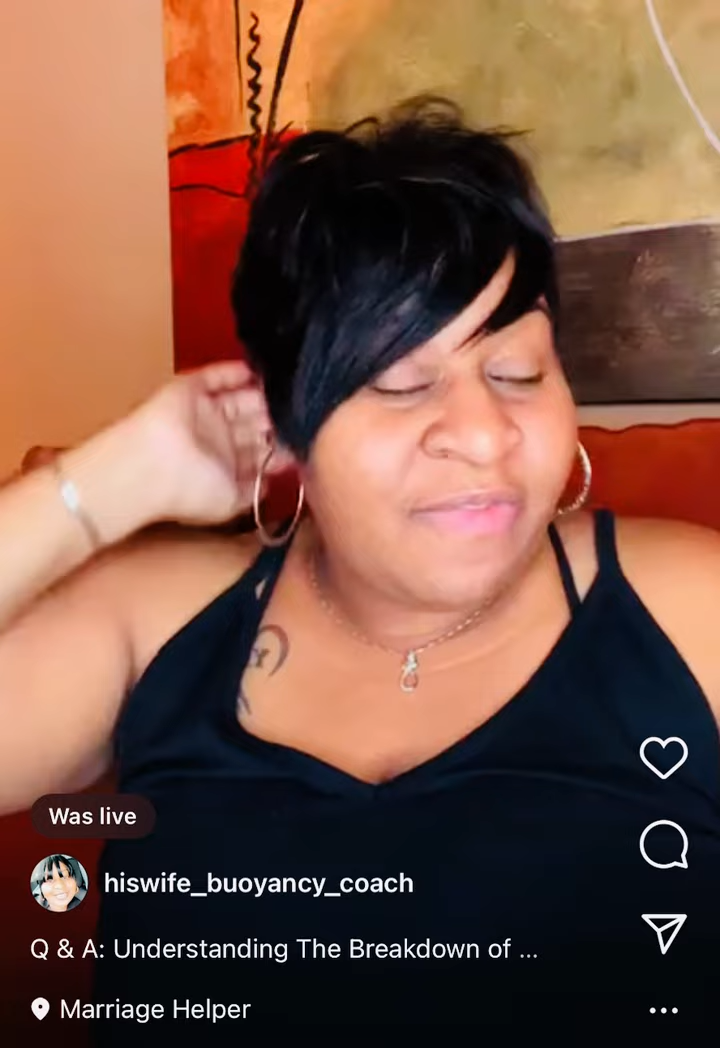 Was live
hiswife_buoyancy_coach
Q & A: Understanding The Breakdown of ...
Marriage Helper